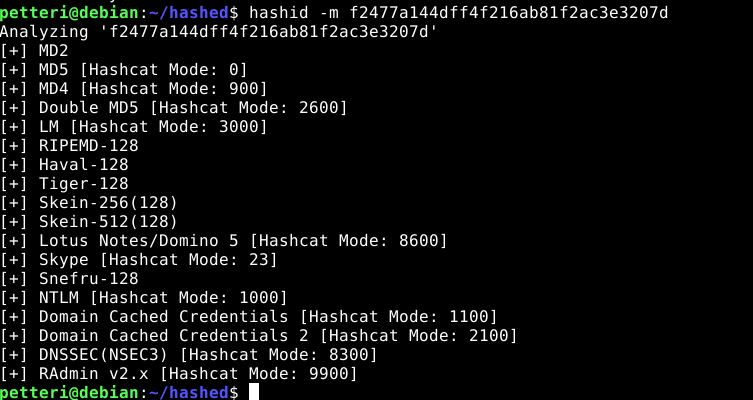 petteri@debian:~/hashed$ hashid -m f2477a144dff4f216ab81f2ac3e3207d
Analyzing 'f2477a144dff4f216ab81f2ac3e3207d'
[+] MD2
[+] MD5 [Hashcat Mode: 0]
[+] MD4 [Hashcat Mode: 900]
[+] Double MD5 [Hashcat Mode: 2600]
[+] LM [Hashcat Mode: 3000]
[+] RIPEMD-128
[+] Haval-128
[+] Tiger-128
[+] Skein-256(128)
[+] Skein-512(128)
[+] Lotus Notes/Domino 5 [Hashcat Mode: 8600]
[+] Skype [Hashcat Mode: 23]
[+] Snefru-128
[+] NTLM [Hashcat Mode: 1000]
[+] Domain Cached Credentials [Hashcat Mode: 1100]
[+] Domain Cached Credentials 2 [Hashcat Mode: 2100]
[+] DNSSEC(NSEC3) [Hashcat Mode: 8300]
[+] RAdmin v2.x [Hashcat Mode: 9900]
petteri@debian:~/hashed$